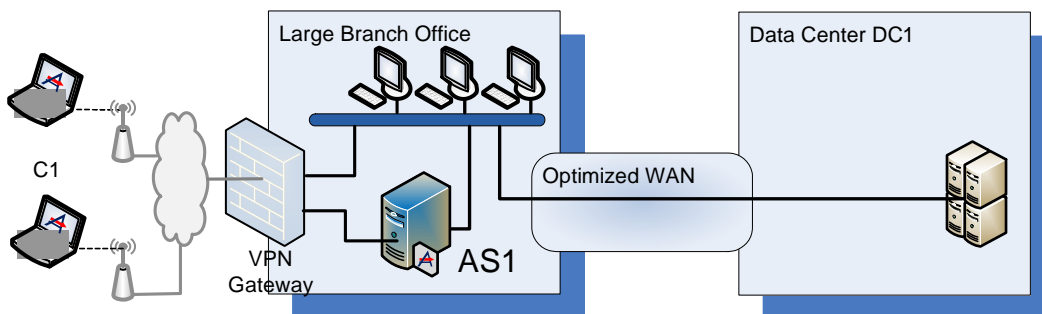 Large Branch Office
Data Center DC1
C1
Optimized WAN
VPN
Gateway
AS1